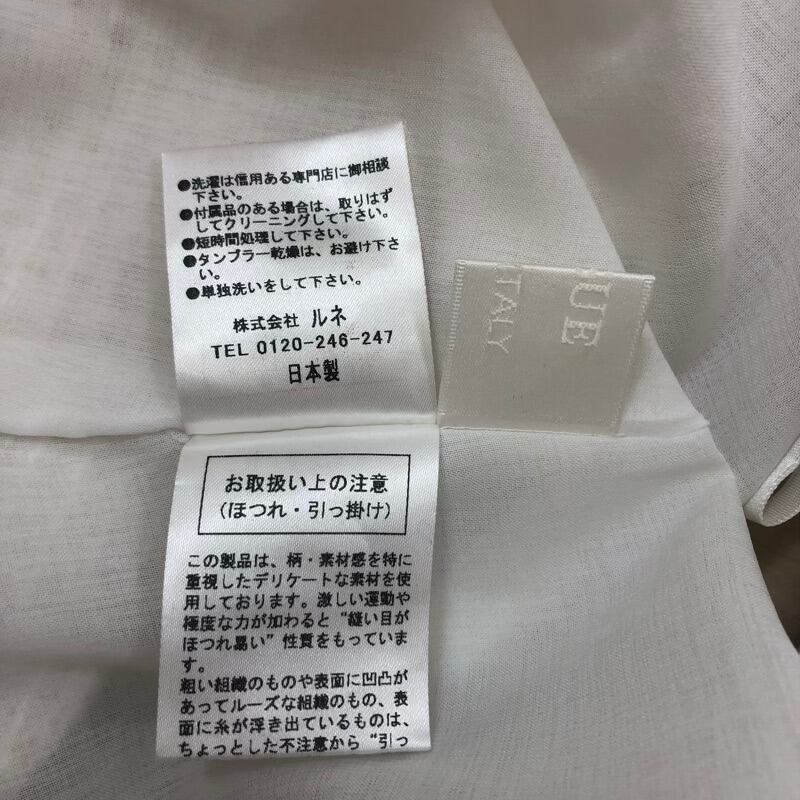 ●洗濯は信用ある専門店に御相談
下さい。
●付属品のある場合は、取りはず
してクリーニングして下さい。
●短時間処理して下さい。
●タンブラー乾燥は、お避け下さ
い。
●単独洗いをして下さい。
株式会社 ルネ
TEL 0120-246-247
日本製
UE
ITALY
お取扱い上の注意
(ほつれ・引っ掛け)
この製品は、柄・素材感を特に
重視したデリケートな素材を使
用しております。激しい運動や
極度な力が加わると“縫い目が
ほつれ易い”性質をもっていま
す。
粗い組織のものや表面に凹凸が
あってルーズな組織のもの、表
面に糸が浮き出ているものは、
ちょっとした不注意から“引っ